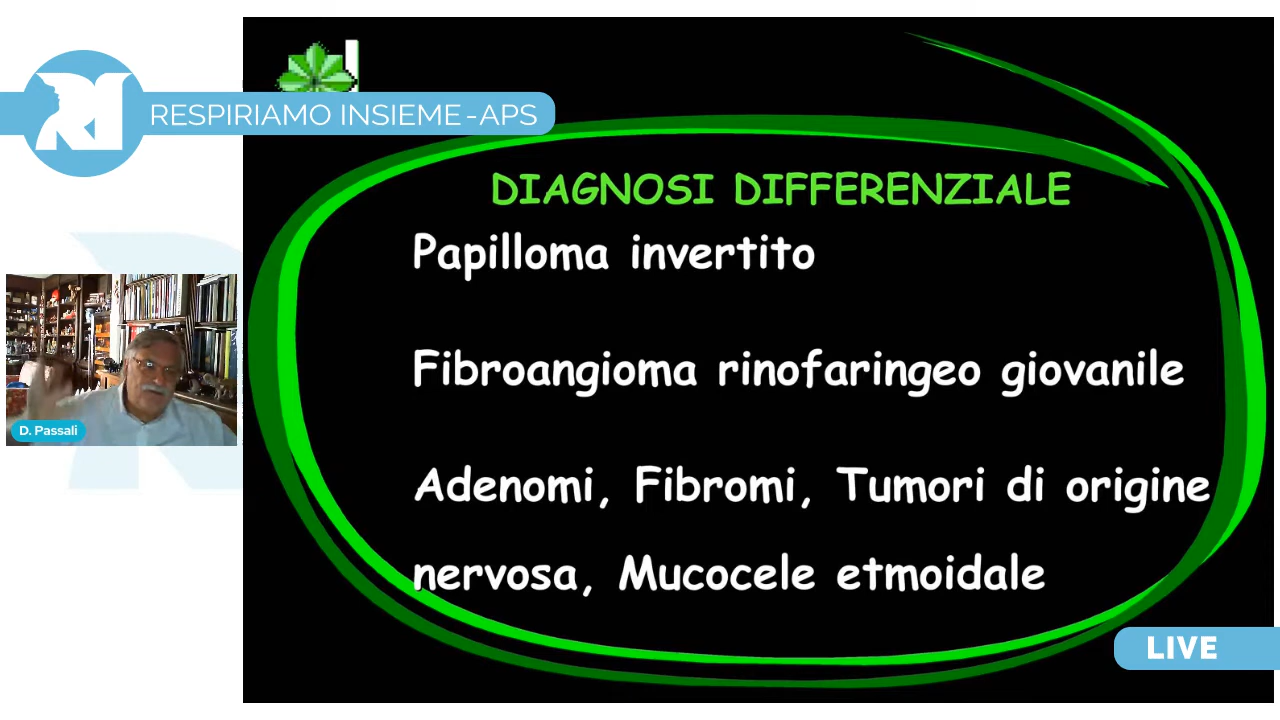 RESPIRIAMO INSIEME-APS
DIAGNOSI DIFFERENZIALE
Papilloma invertito
Fibroangioma rinofaringeo giovanile
Adenomi, Fibromi, Tumori di origine
nervosa, Mucocele etmoidale
D. Passali
LIVE